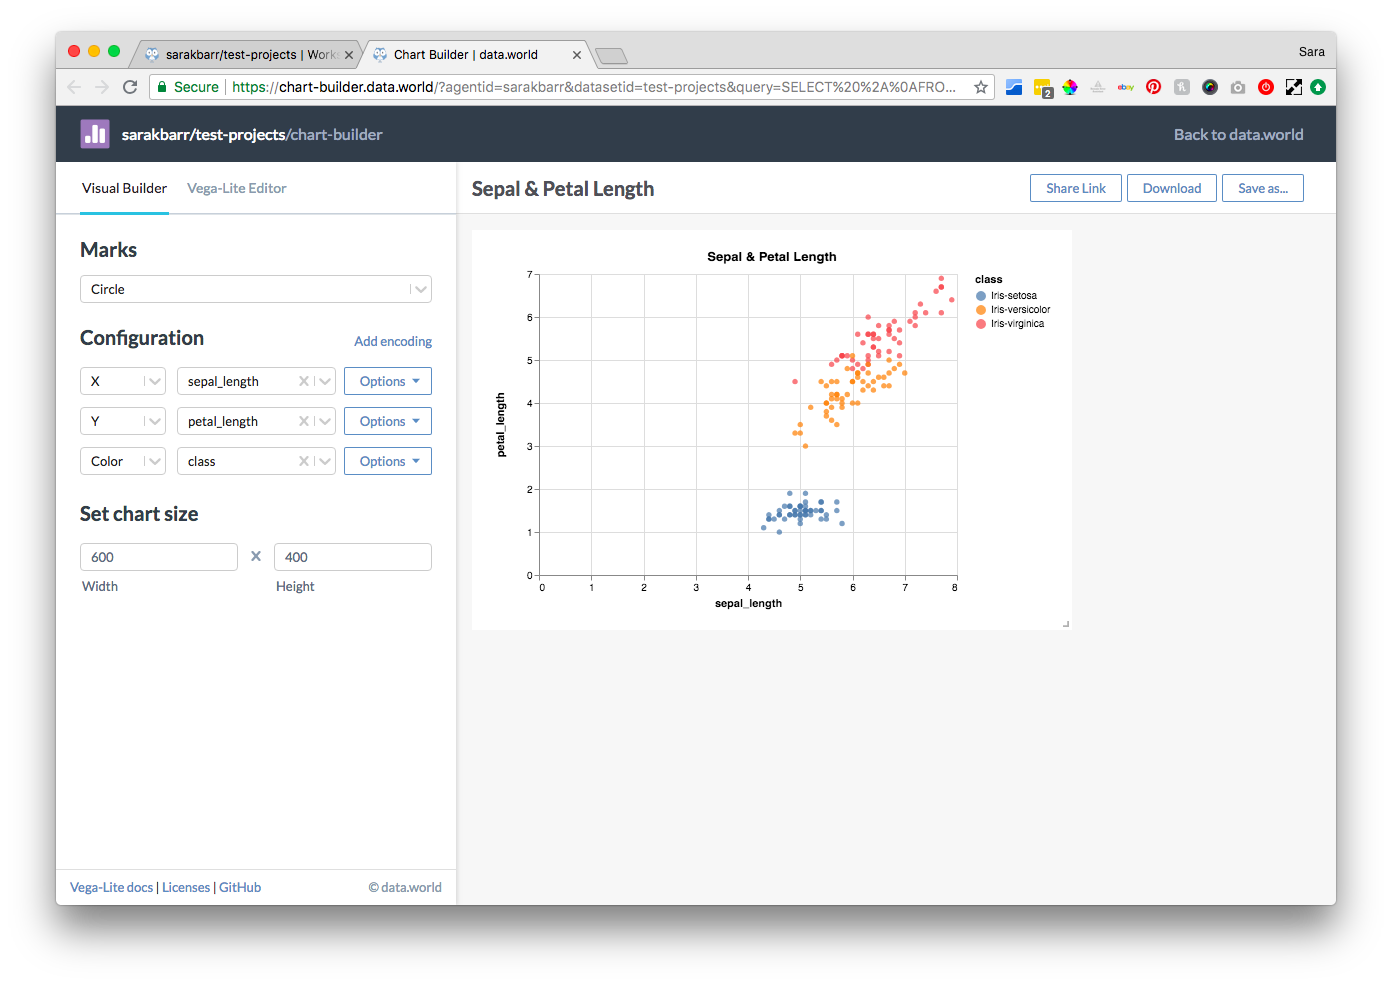 sarakbarr/test-projects | Work
Chart Builder | data.world
Sara
Secure
https://chart-builder.data.world/?agentid=sarakbarr&datasetid=test-projects&query=SELECT%20%2A%0AFRO...
2
ebay
sarakbarr/test-projects/chart-builder
Back to data.world
Visual Builder
Vega-Lite Editor
Sepal & Petal Length
Share Link
Download
Save as...
Marks
Circle
Configuration
Add encoding
X
sepal_length
Options
Y
petal_length
Options
Color
class
Options
Set chart size
600
X
400
Width
Height
Sepal & Petal Length
7
6
5
4
3
2
1
0
petal_length
0 1 2 3 4 5 6 7 8
sepal_length
class
Iris-setosa
Iris-versicolor
Iris-virginica
Vega-Lite docs | Licenses | GitHub
© data.world